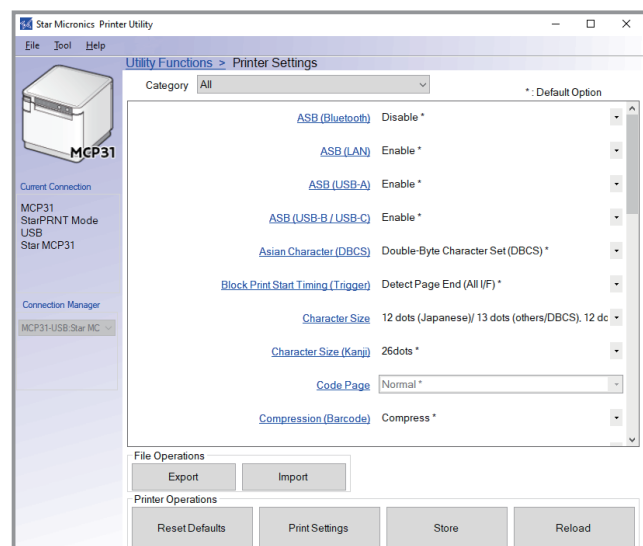 Star Micronics Printer Utility
File Tool Help
Utility Functions > Printer Settings
Category All
* : Default Option
MCP31
ASB (Bluetooth) Disable *
ASB (LAN) Enable *
ASB (USB-A) Enable *
ASB (USB-B / USB-C) Enable *
Asian Character (DBCS) Double-Byte Character Set (DBCS) *
Block Print Start Timing (Trigger) Detect Page End (All I/F) *
Character Size 12 dots (Japanese)/ 13 dots (others/DBCS), 12 dc
Character Size (Kanji) 26dots *
Code Page Normal *
Compression (Barcode) Compress *
Current Connection
MCP31
StarPRNT Mode
USB
Star MCP31
Connection Manager
MCP31-USB:Star MC
File Operations
Export Import
Printer Operations
Reset Defaults Print Settings Store Reload